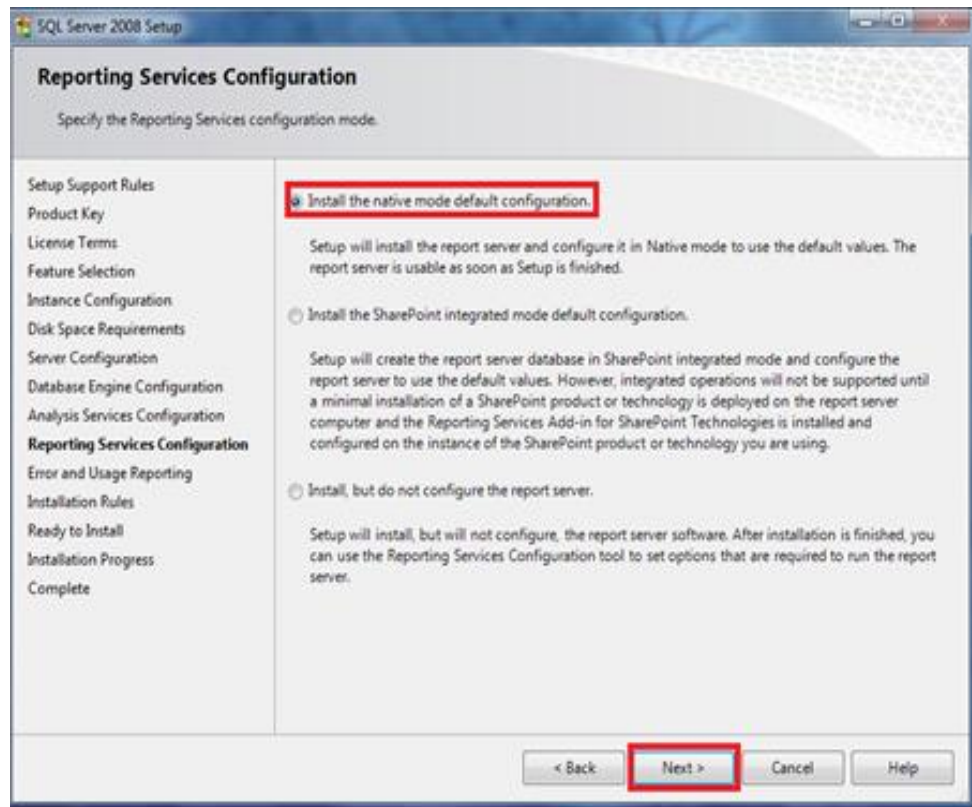 SQL Server 2008 Setup
Reporting Services Configuration
Specify the Reporting Services configuration mode.
Setup Support Rules
Product Key
License Terms
Feature Selection
Instance Configuration
Disk Space Requirements
Server Configuration
Database Engine Configuration
Analysis Services Configuration
Reporting Services Configuration
Error and Usage Reporting
Installation Rules
Ready to Install
Installation Progress
Complete
Install the native mode default configuration.
Setup will install the report server and configure it in Native mode to use the default values. The
report server is usable as soon as Setup is finished.
Install the SharePoint integrated mode default configuration.
Setup will create the report server database in SharePoint integrated mode and configure the
report server to use the default values. However, integrated operations will not be supported until
a minimal installation of a SharePoint product or technology is deployed on the report server
computer and the Reporting Services Add-in for SharePoint Technologies is installed and
configured on the instance of the SharePoint product or technology you are using.
Install, but do not configure the report server.
Setup will install, but will not configure, the report server software. After installation is finished, you
can use the Reporting Services Configuration tool to set options that are required to run the report
server.
< Back
Next >
Cancel
Help